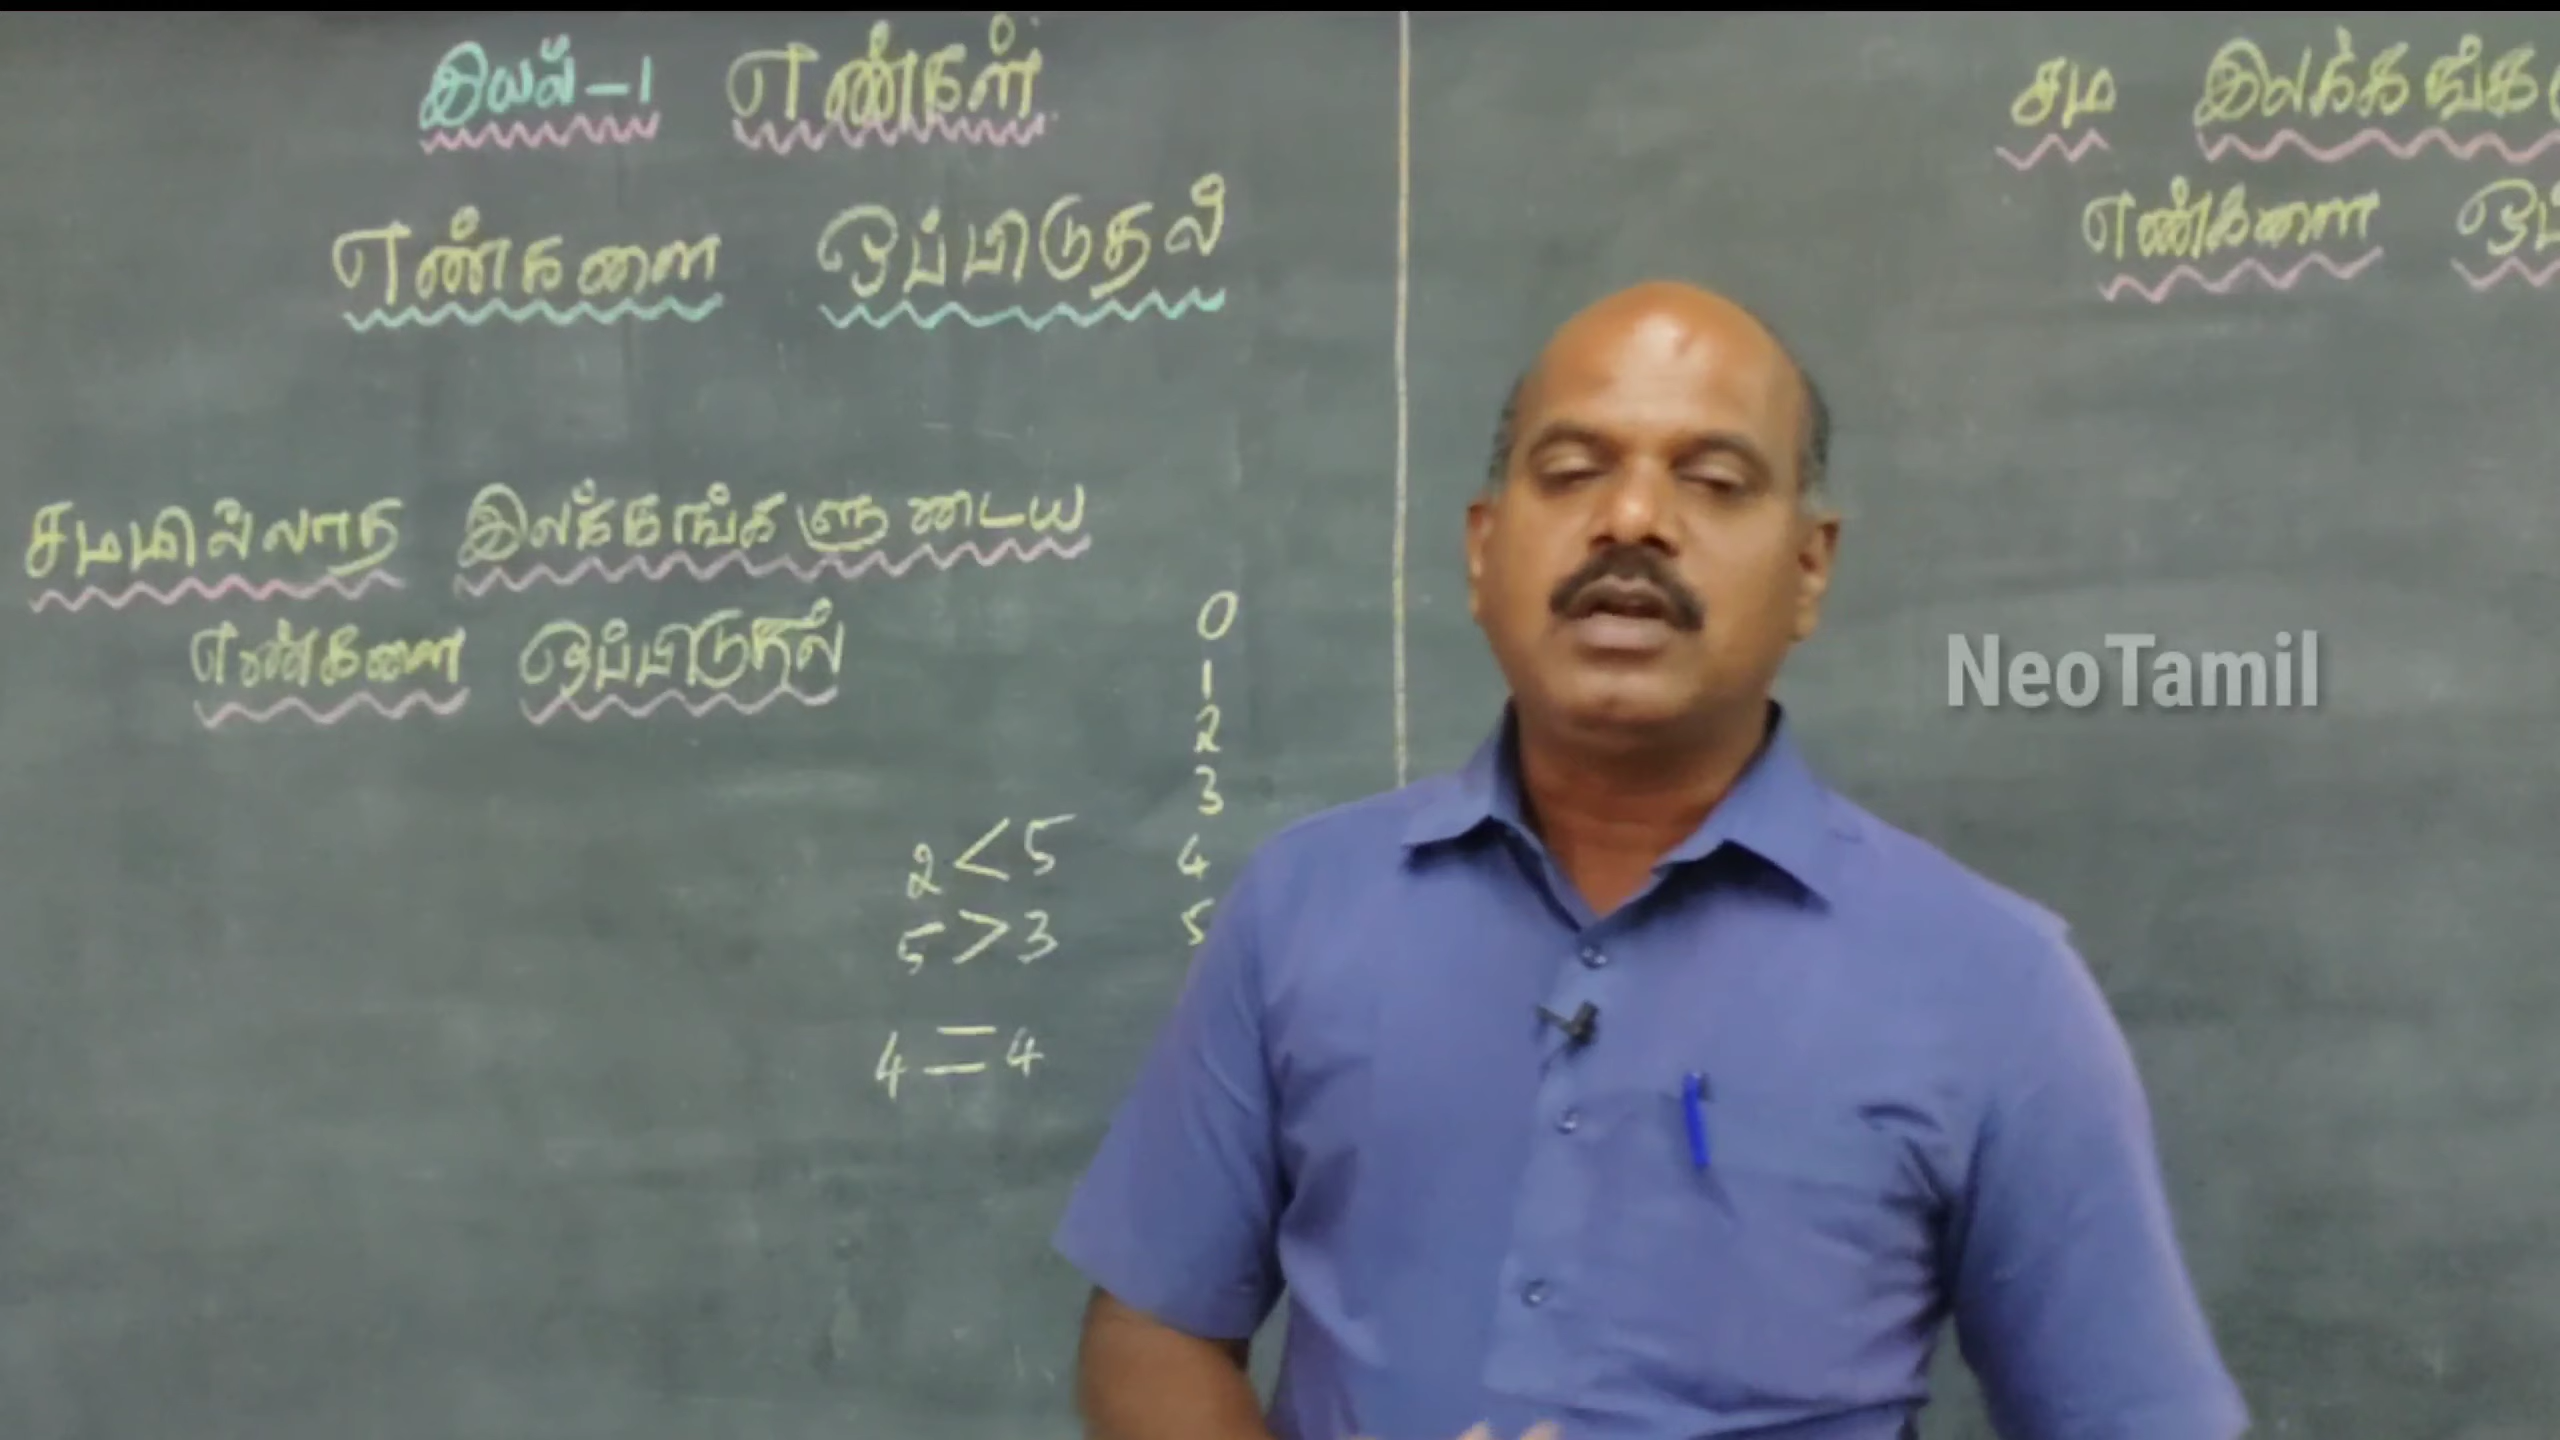 இயல் - 1 எண்கள்
எண்களை ஒப்பிடுதல்
சமமில்லாத இலக்கங்களுடைய
எண்களை ஒப்பிடுதல்
0
1
2
3
4
5
2 < 5
5 > 3
4 = 4
சம
எண்களை
NeoTamil